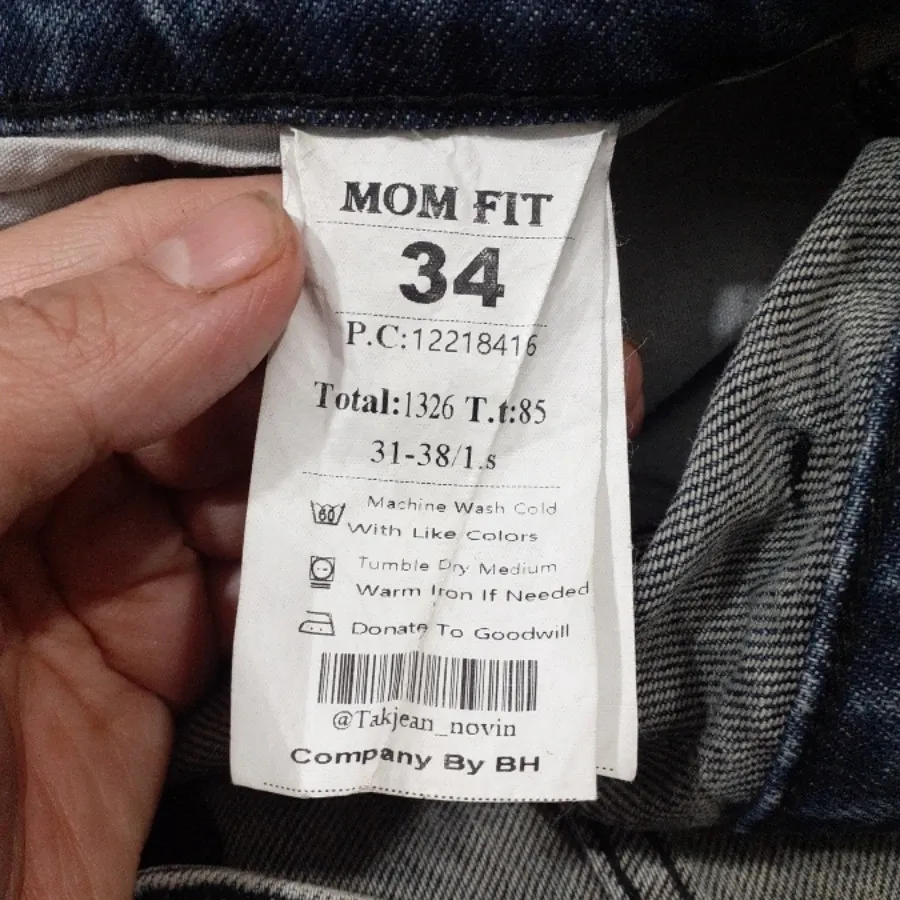 MOM FIT
34
P.C:12218416
Total:1326 T.t:85
31-38/1.s
60 Machine Wash Cold
With Like Colors
Tumble Dry Medium
Warm Iron If Needed
Donate To Goodwill
@Takjean_novin
Company By BH